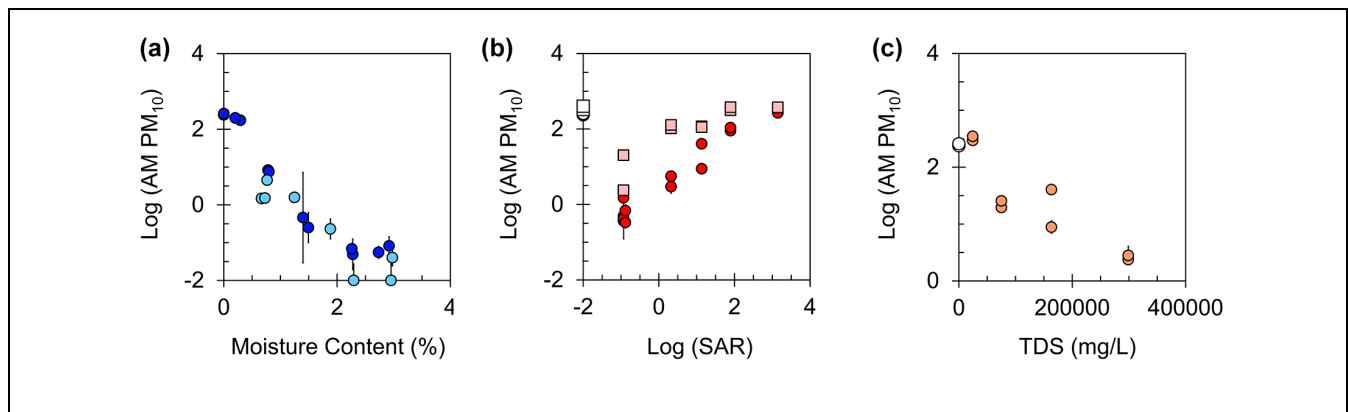 (a)
Log (AM PM10)
4
2
0
-2
0 2 4
Moisture Content (%)
(b)
Log (AM PM10)
4
2
0
-2
-2 0 2 4
Log (SAR)
(c)
Log (AM PM10)
4
2
0
0 200000 400000
TDS (mg/L)